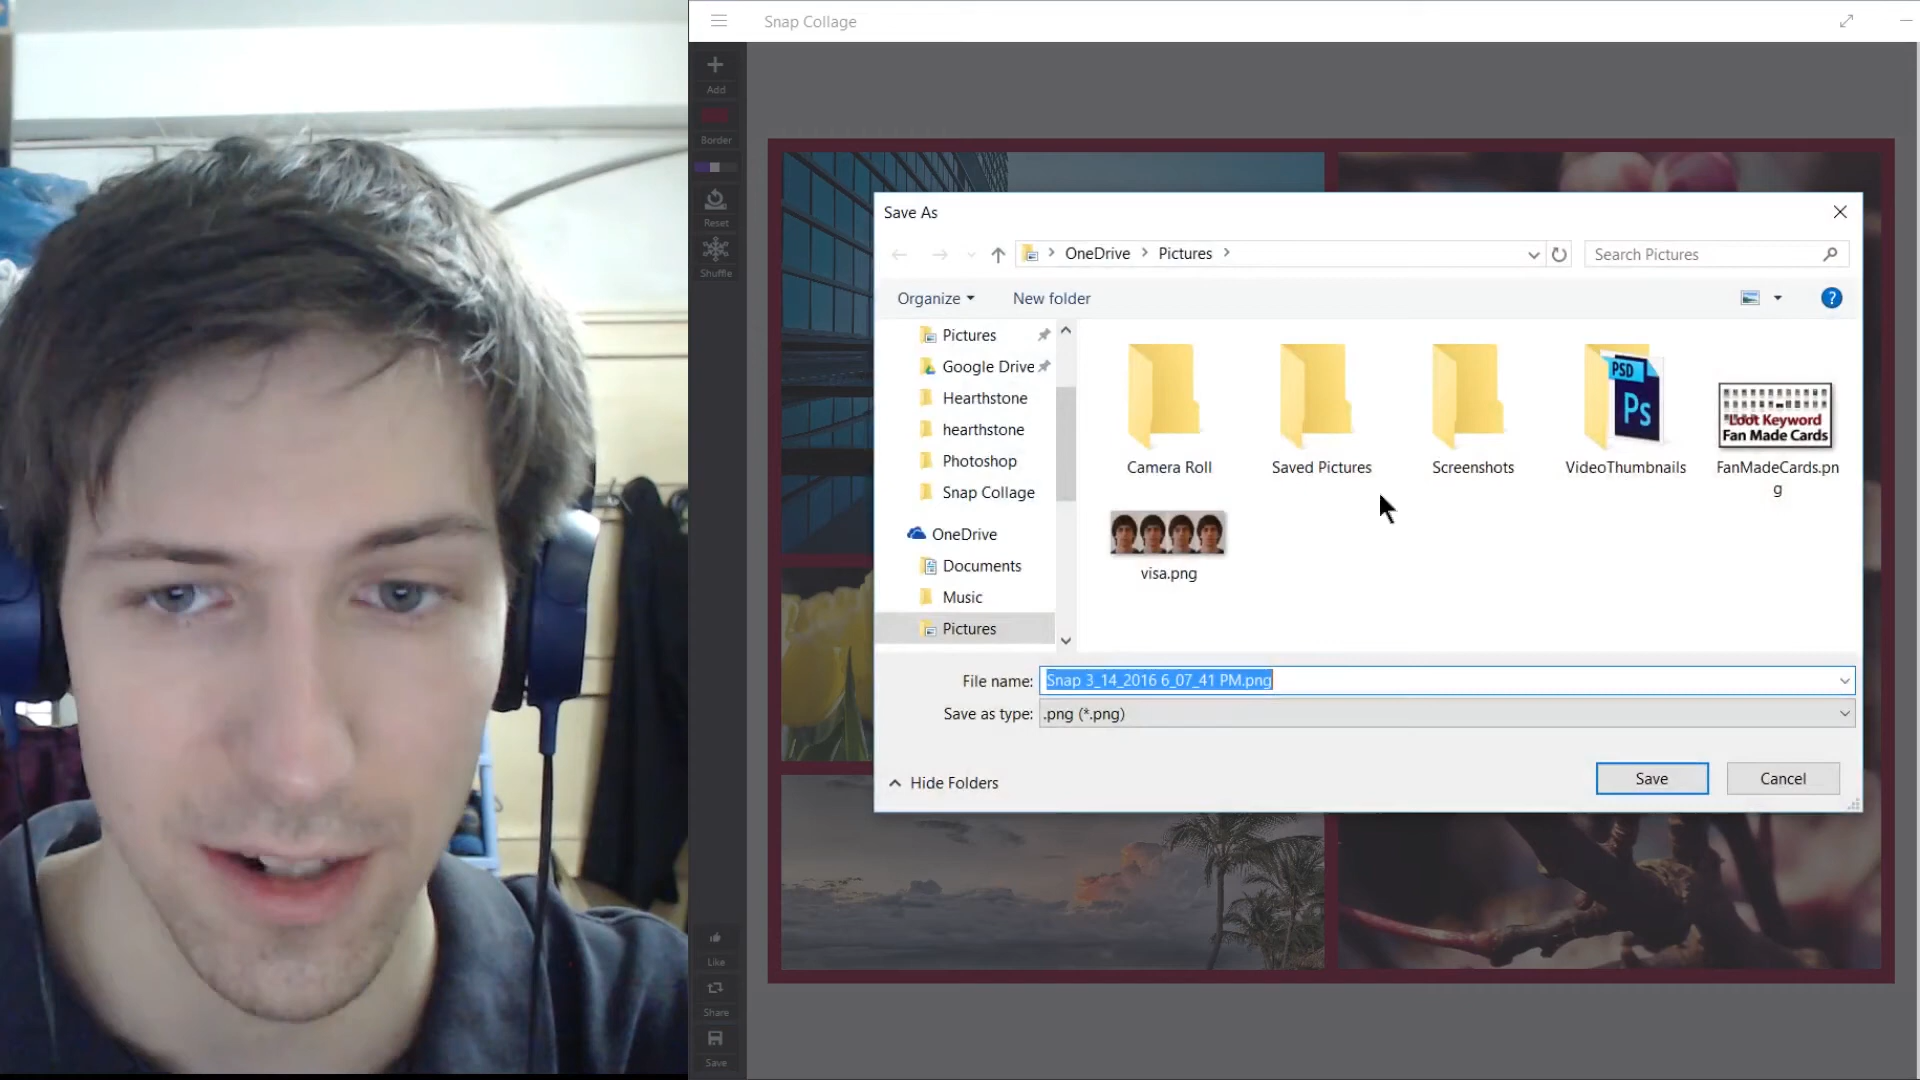 Snap Collage
Add
Border
Reset
Shuffle
Like
Share
Save
Save As
OneDrive
Pictures
Search Pictures
Organize
New folder
?
Pictures
Google Drive
Hearthstone
hearthstone
Photoshop
Snap Collage
OneDrive
Documents
Music
Pictures
PSD
Ps
Loot Keyword
Fan Made Cards
Camera Roll
Saved Pictures
Screenshots
VideoThumbnails
FanMadeCards.pn
g
visa.png
File name:
Snap 3_14_2016 6_07_41 PM.png
Save as type:
.png (*.png)
Hide Folders
Save
Cancel